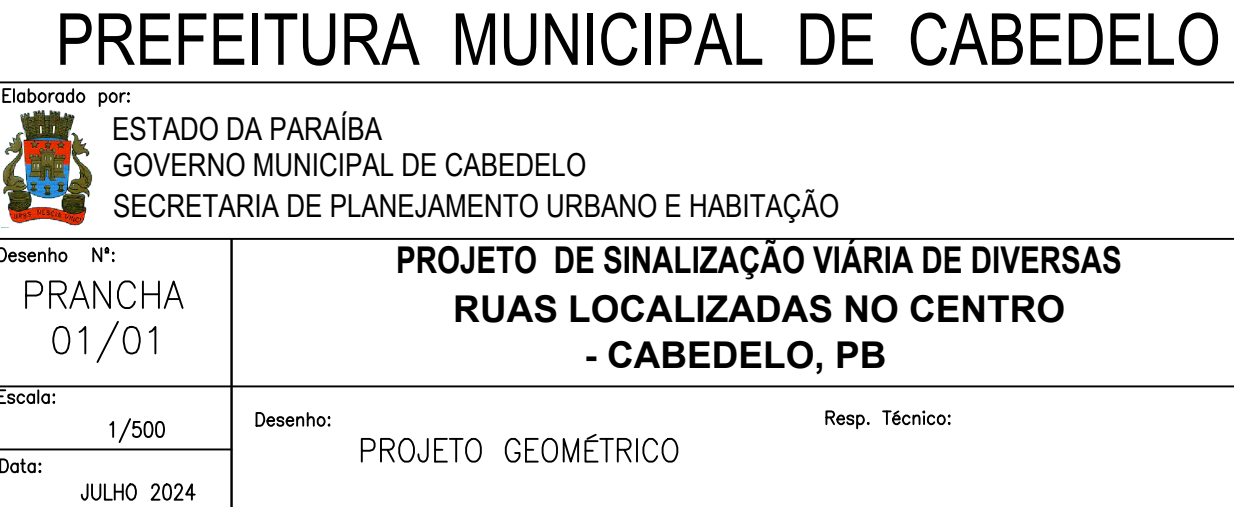 PREFEITURA MUNICIPAL DE CABEDELO
Elaborado por:
ESTADO DA PARAÍBA
GOVERNO MUNICIPAL DE CABEDELO
SECRETARIA DE PLANEJAMENTO URBANO E HABITAÇÃO
Desenho Nº:
PRANCHA
01/01
PROJETO DE SINALIZAÇÃO VIÁRIA DE DIVERSAS
RUAS LOCALIZADAS NO CENTRO
- CABEDELO, PB
Escala:
1/500
Data:
JULHO 2024
Desenho:
PROJETO GEOMÉTRICO
Resp. Técnico: